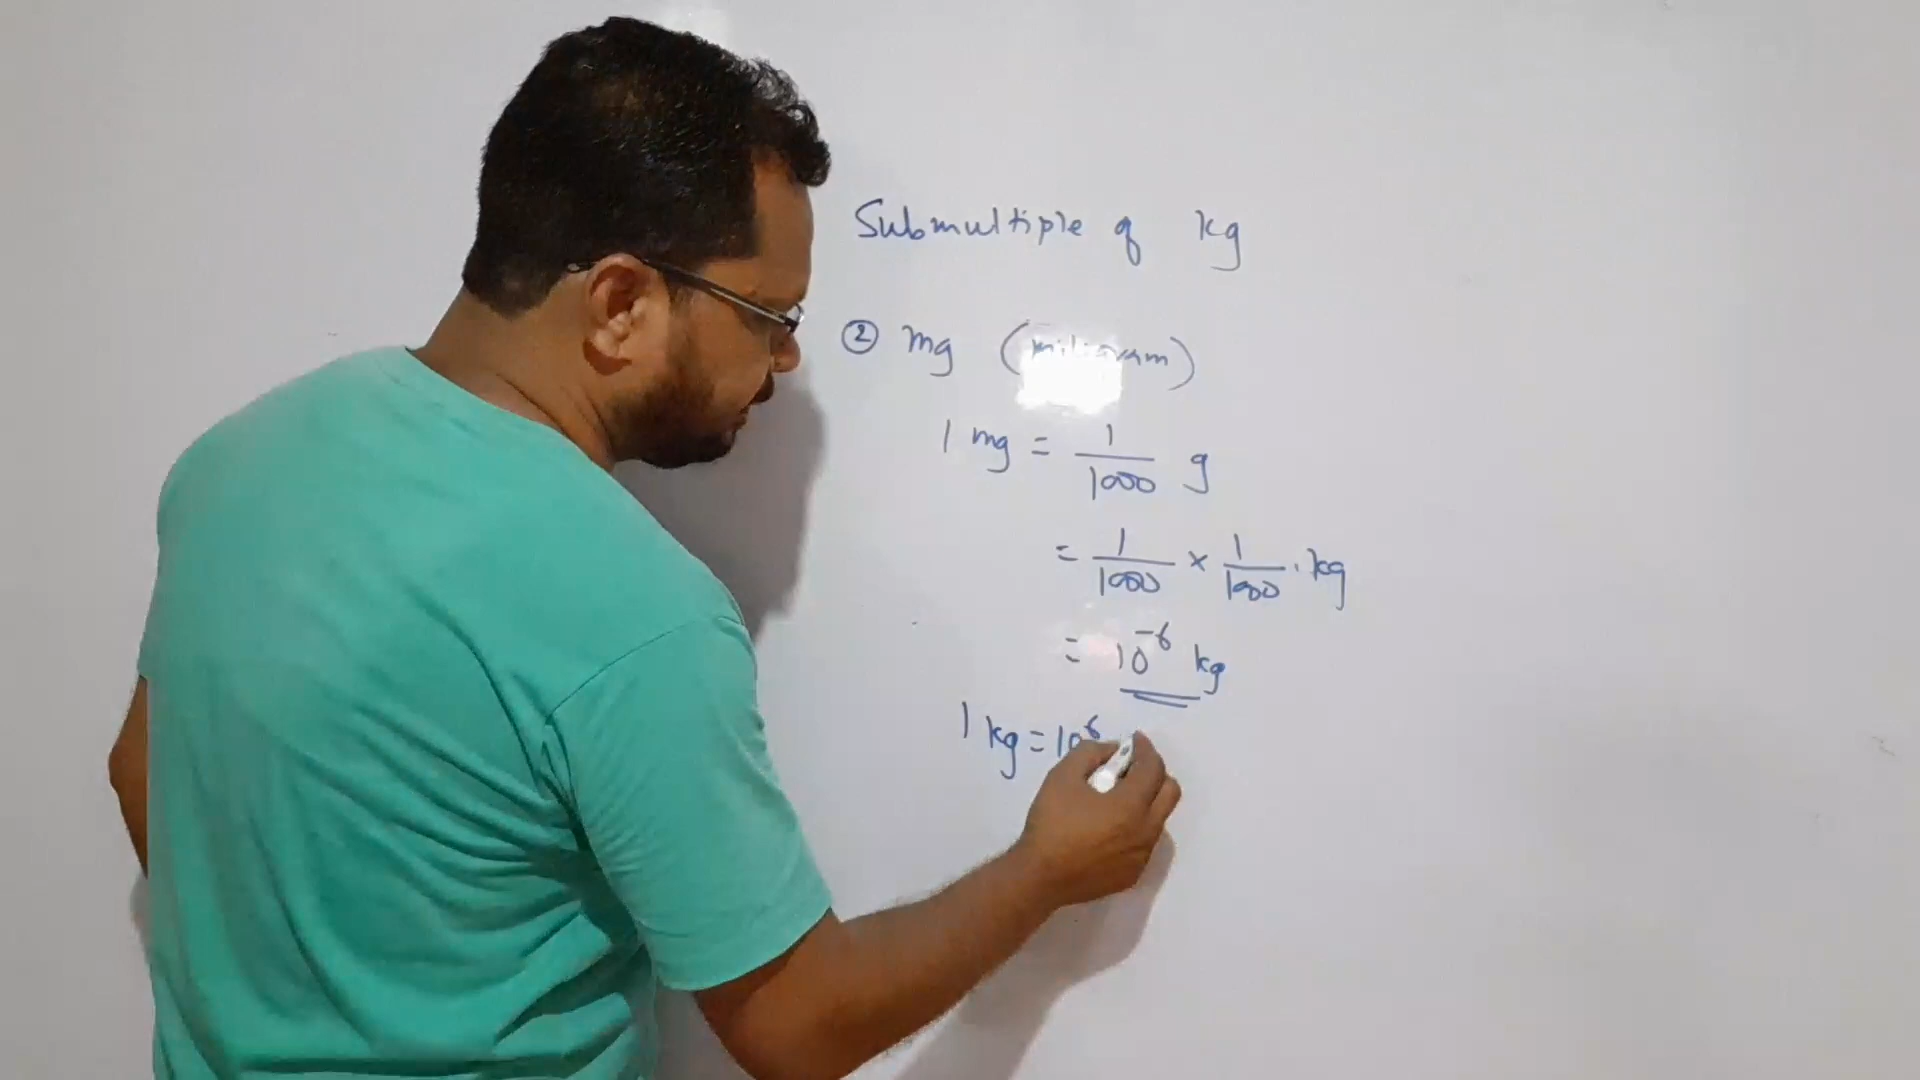 Submultiple of kg
② mg (miligram)
1 mg = 1/1000 g
= 1/1000 × 1/1000 . kg
= 10⁻⁶ kg
1 kg = 10⁶